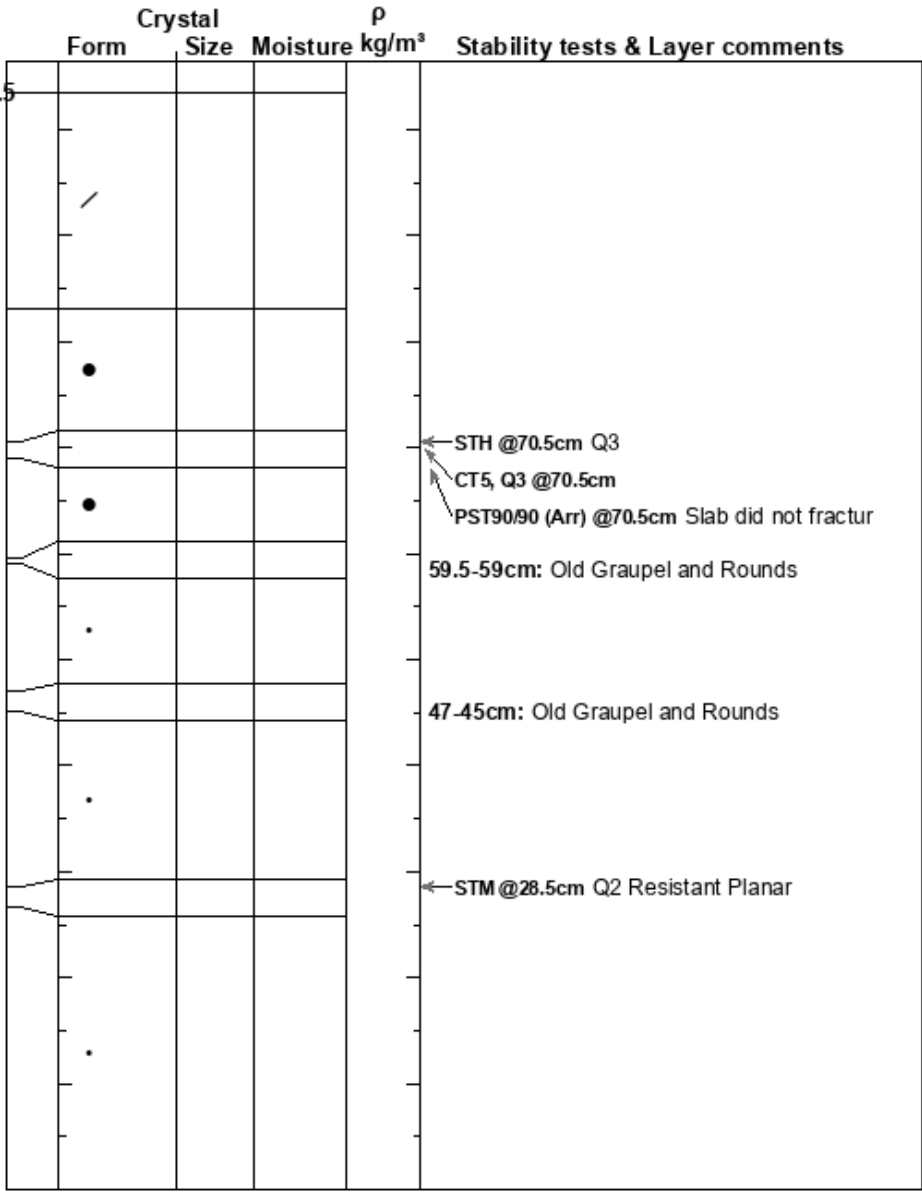 Crystal
ρ
Form Size Moisture kg/m³ Stability tests & Layer comments
.5
STH @70.5cm Q3
CT5, Q3 @70.5cm
PST90/90 (Arr) @70.5cm Slab did not fractur
59.5-59cm: Old Graupel and Rounds
47-45cm: Old Graupel and Rounds
STM @28.5cm Q2 Resistant Planar